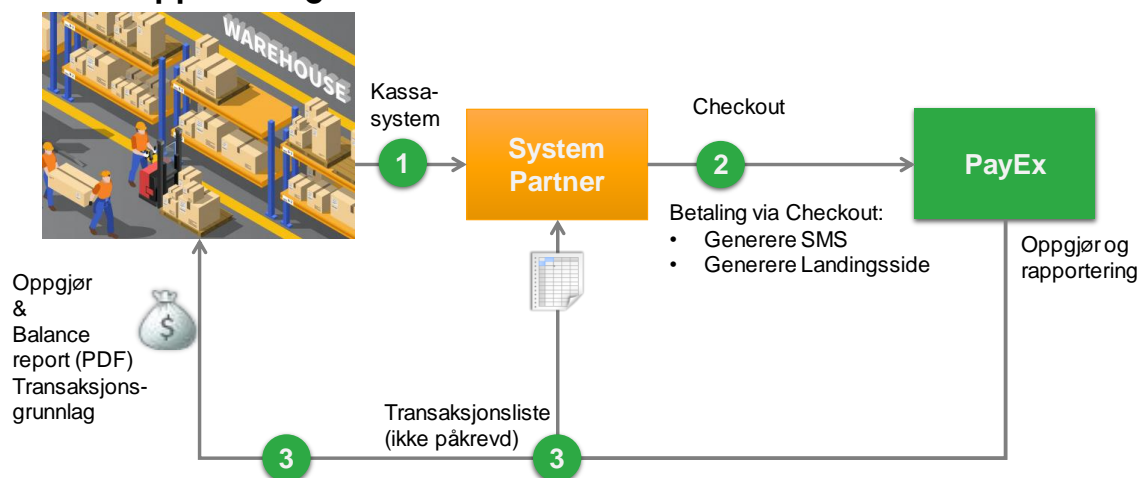 WAREHOUSE
Kassa-
system
1
System
Partner
Checkout
2
PayEx
Betaling via Checkout:
• Generere SMS
• Generere Landingsside
Oppgjør og
rapportering
Oppgjør
&
Balance
report (PDF)
Transaksjons-
grunnlag
$
Transaksjonsliste
(ikke påkrevd)
3
3